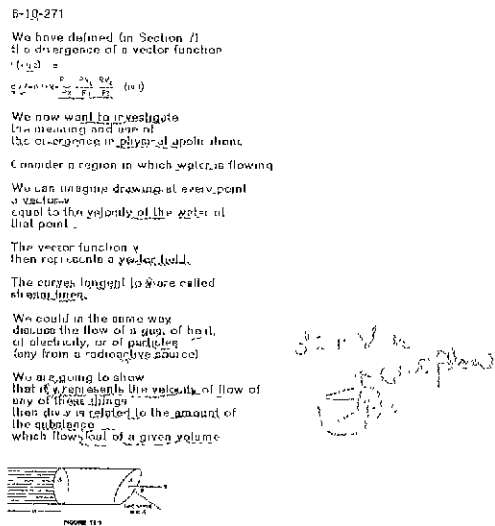 6-10-271
We have defined (in Section 7)
the divergence of a vector function
We now want to investigate
the meaning and use of
the divergence in physical applications
Consider a region in which water is flowing
We can imagine drawing at every point
a vector v
equal to the velocity of the water at
that point.
The vector function v
then represents a vector field.
The curves tangent to v are called
stream lines.
We could in the same way
discuss the flow of a gas, of heat,
of electricity, or of particles
(say from a radioactive source)
We are going to show
that if v represents the velocity of flow of
any of these things
then div v is related to the amount of
the substance
which flows out of a given volume
FIGURE